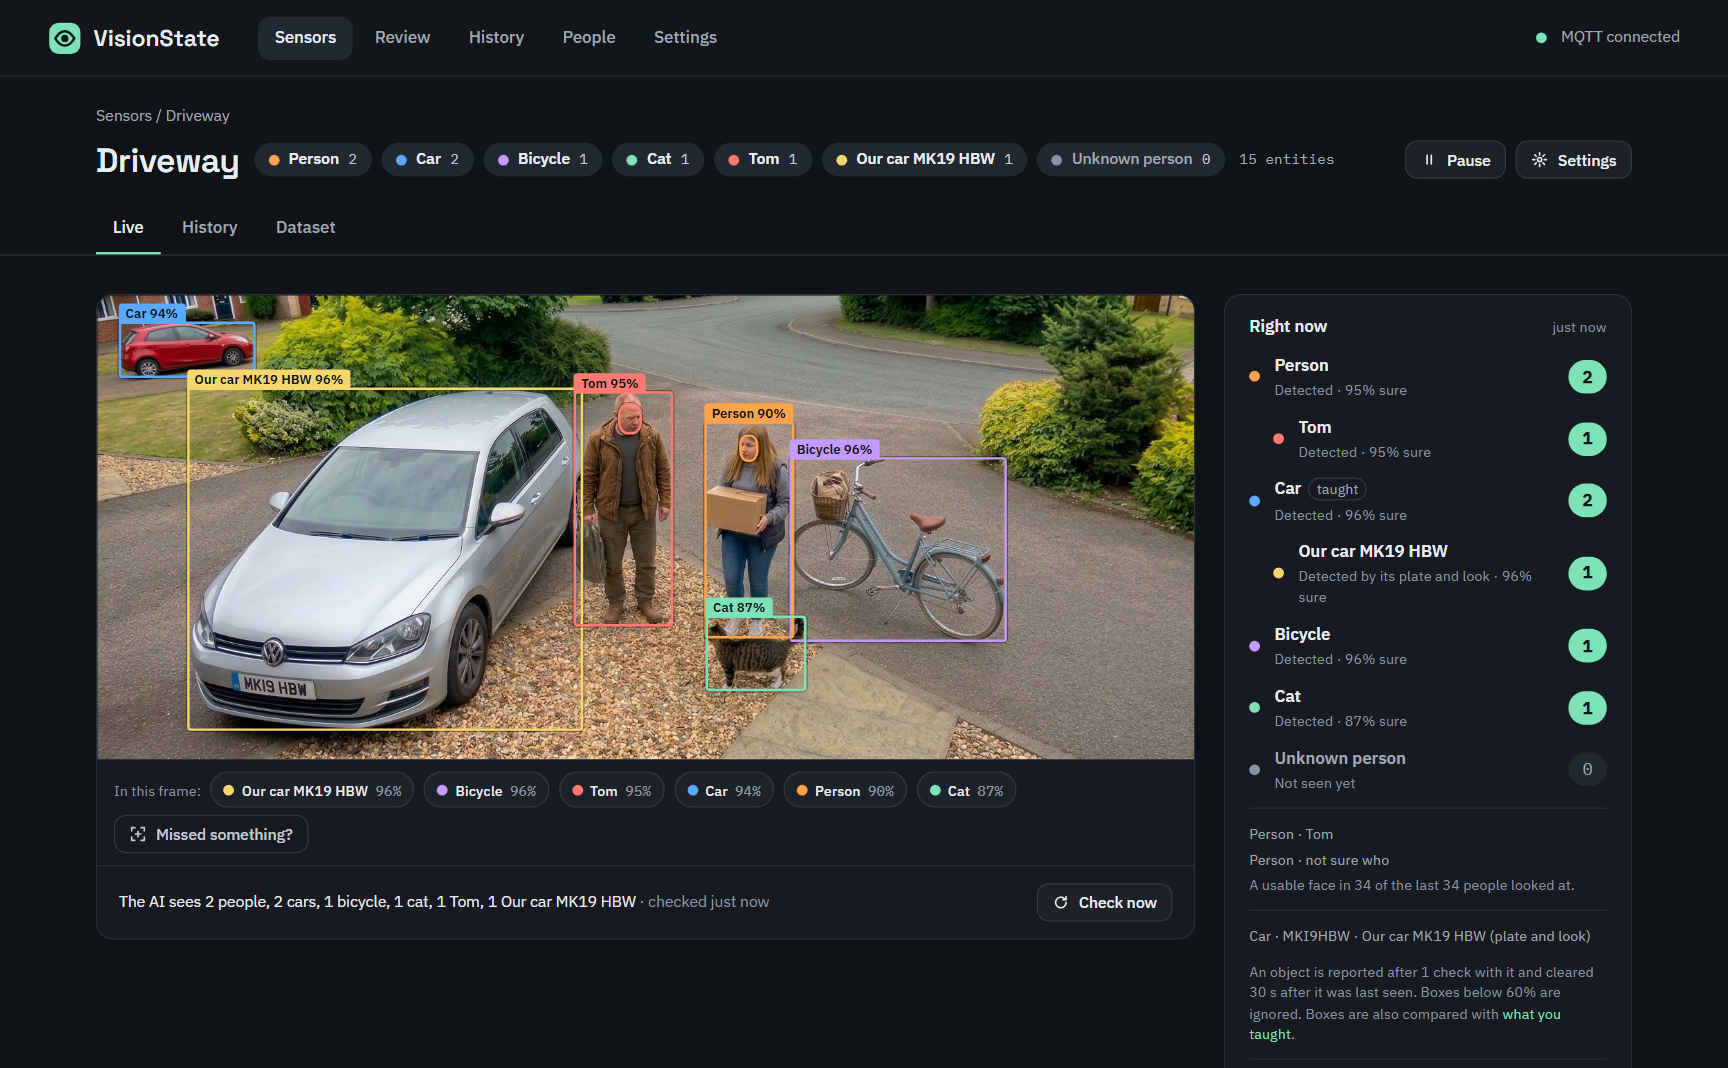 VisionState
Sensors
Review
History
People
Settings
MQTT connected
Sensors / Driveway
Driveway
Person 2
Car 2
Bicycle 1
Cat 1
Tom 1
Our car MK19 HBW 1
Unknown person 0
15 entities
Pause
Settings
Live
History
Dataset
Car 94%
Our car MK19 HBW 96%
Tom 95%
Person 90%
Bicycle 96%
Cat 87%
MK19 HBW
In this frame:
Our car MK19 HBW 96%
Bicycle 96%
Tom 95%
Car 94%
Person 90%
Cat 87%
Missed something?
The AI sees 2 people, 2 cars, 1 bicycle, 1 cat, 1 Tom, 1 Our car MK19 HBW · checked just now
Check now
Right now
just now
Person
Detected · 95% sure
2
Tom
Detected · 95% sure
1
Car taught
Detected · 96% sure
2
Our car MK19 HBW
Detected by its plate and look · 96%
sure
1
Bicycle
Detected · 96% sure
1
Cat
Detected · 87% sure
1
Unknown person
Not seen yet
0
Person · Tom
Person · not sure who
A usable face in 34 of the last 34 people looked at.
Car · MKI9HBW · Our car MK19 HBW (plate and look)
An object is reported after 1 check with it and cleared
30 s after it was last seen. Boxes below 60% are
ignored. Boxes are also compared with what you
taught.